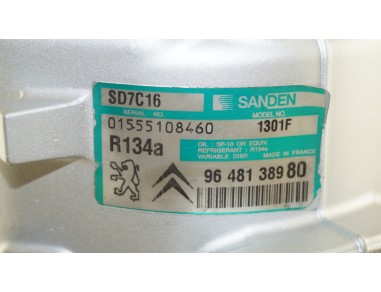 SD7C16 SANDEN
SERIAL NO. MODEL NO.
01555108460 1301F
R134a
OIL : SP-10 OR EQUIV.
REFRIGERANT : R134a
VARIABLE DISP. MADE IN FRANCE
96 481 389 80